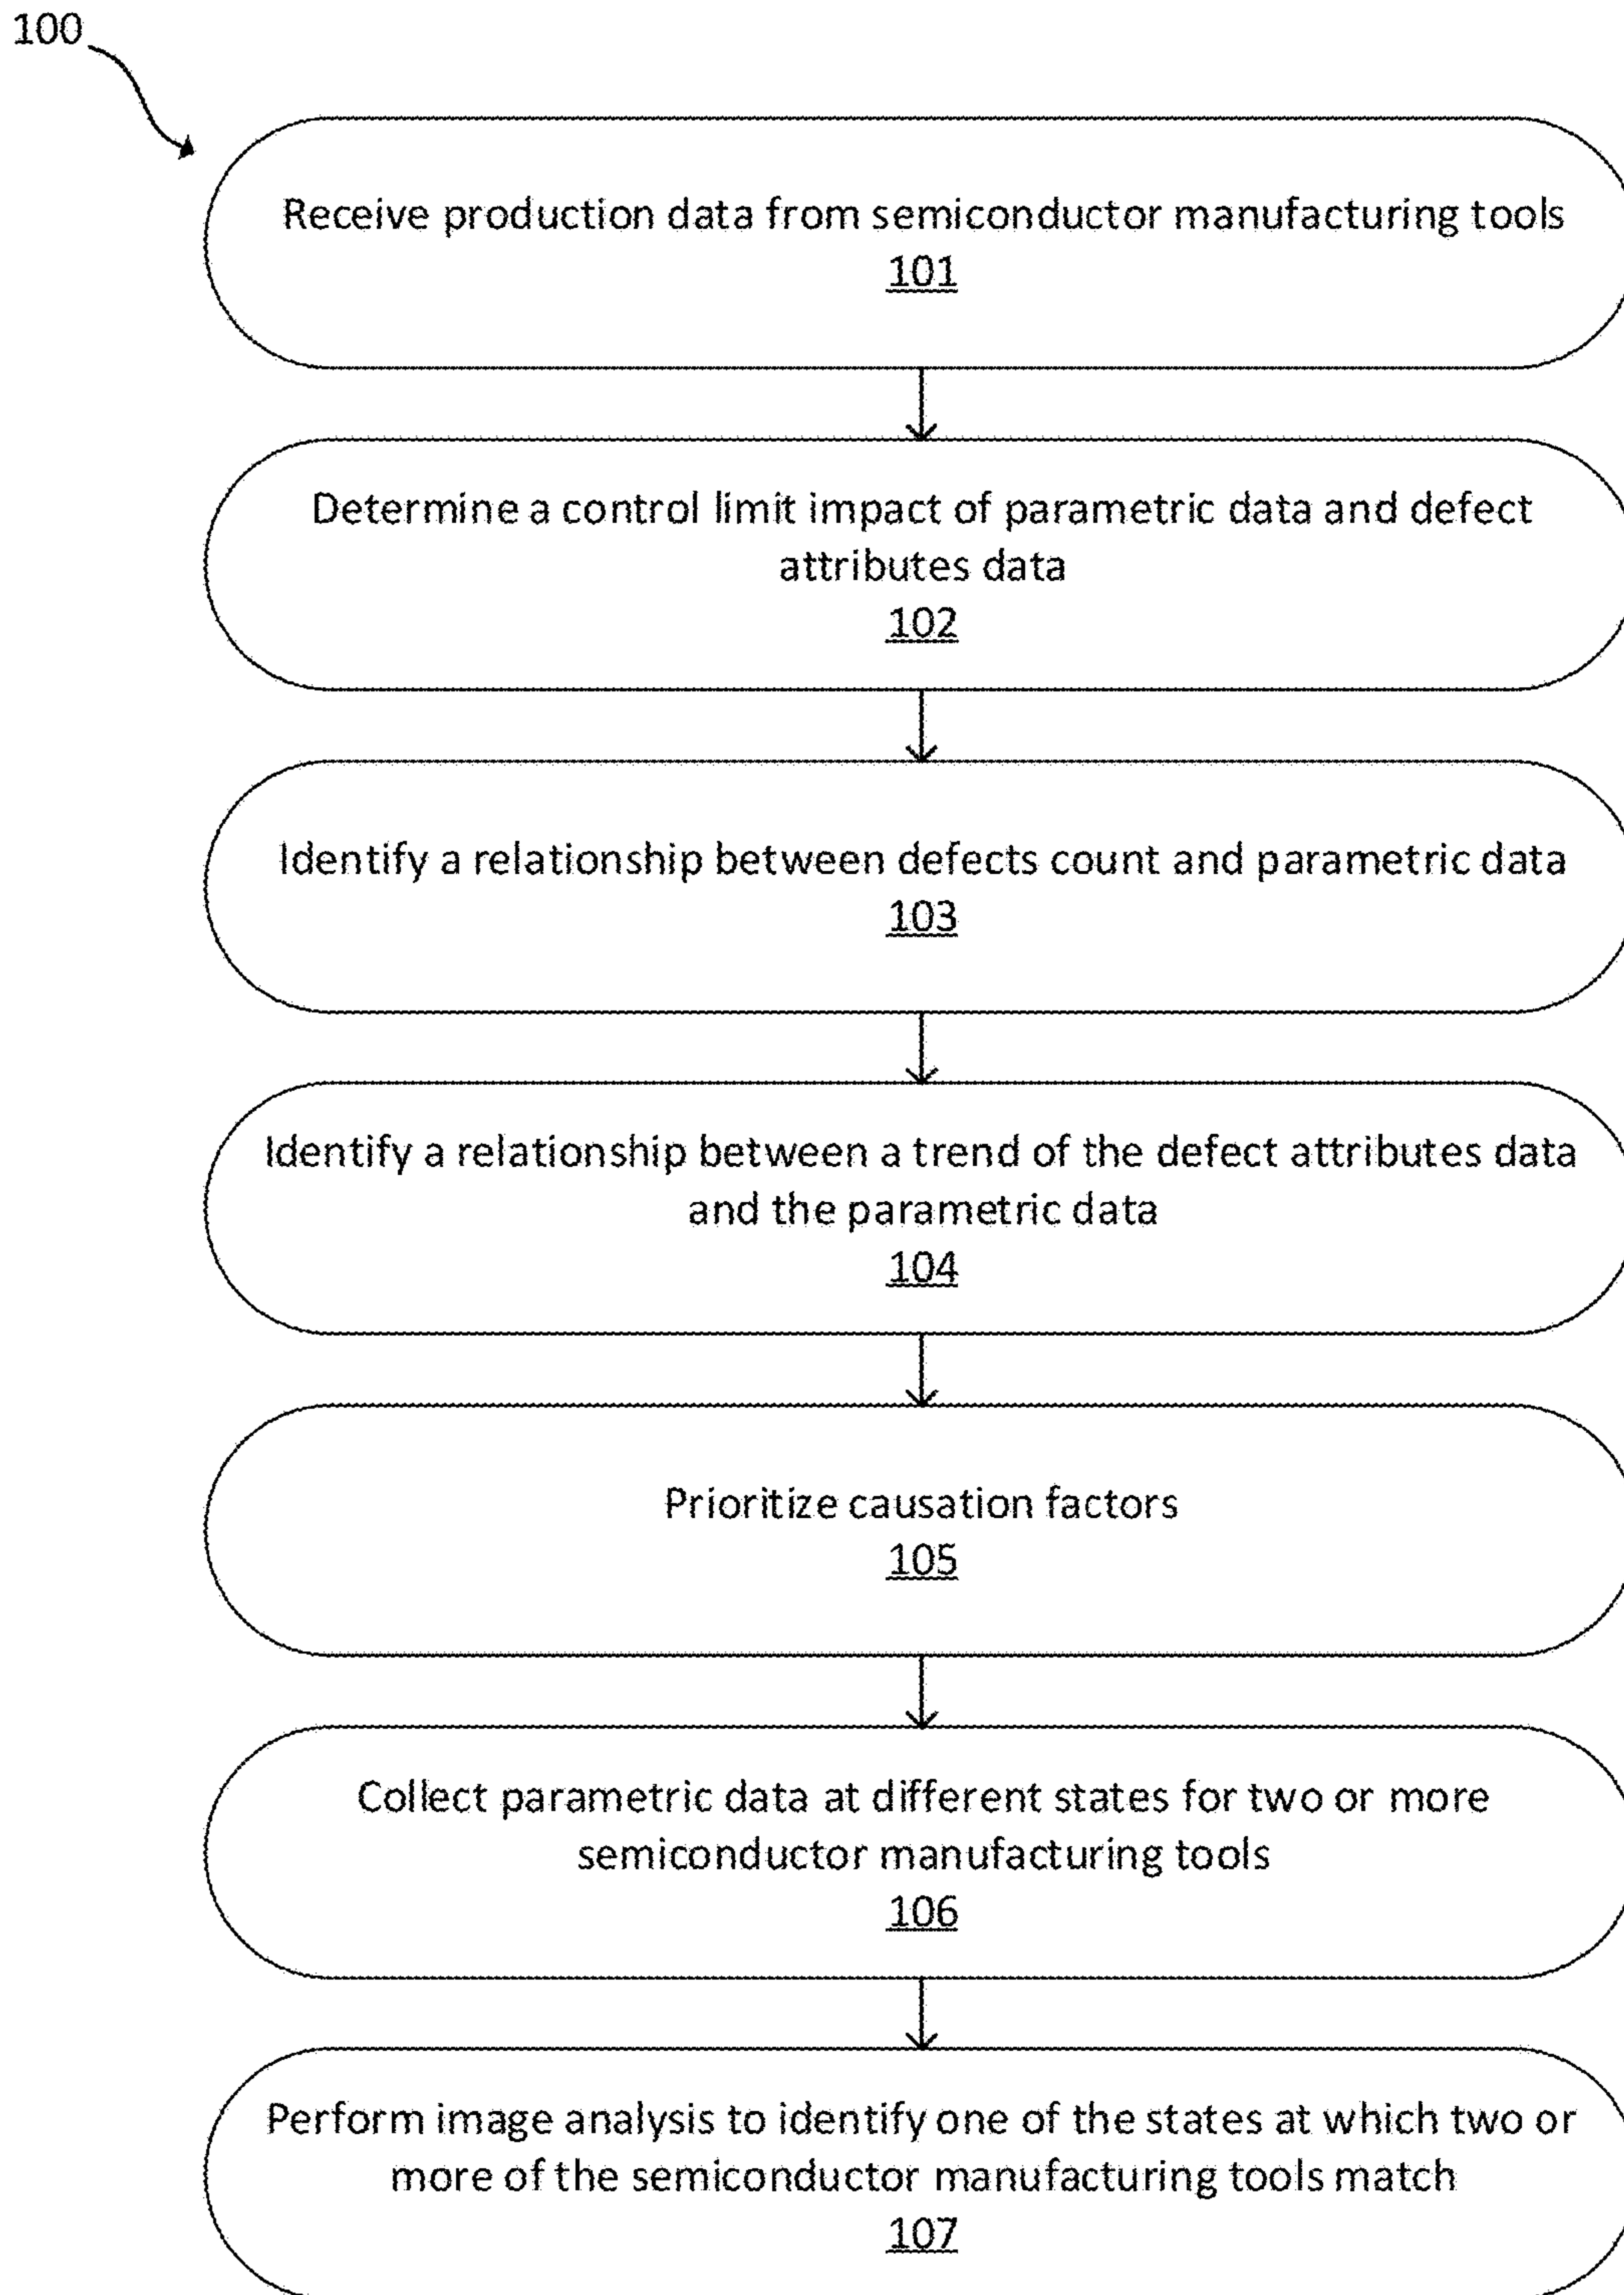 100
Receive production data from semiconductor manufacturing tools
101
Determine a control limit impact of parametric data and defect
attributes data
102
Identify a relationship between defects count and parametric data
103
Identify a relationship between a trend of the defect attributes data
and the parametric data
104
Prioritize causation factors
105
Collect parametric data at different states for two or more
semiconductor manufacturing tools
106
Perform image analysis to identify one of the states at which two or
more of the semiconductor manufacturing tools match
107